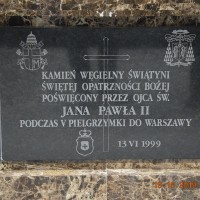 KAMIEŃ WĘGIELNY ŚWIĄTYNI
ŚWIĘTEJ OPATRZNOŚCI BOŻEJ
POŚWIĘCONY PRZEZ OJCA ŚW.
JANA PAWŁA II
PODCZAS V PIELGRZYMKI DO WARSZAWY
13 VI 1999